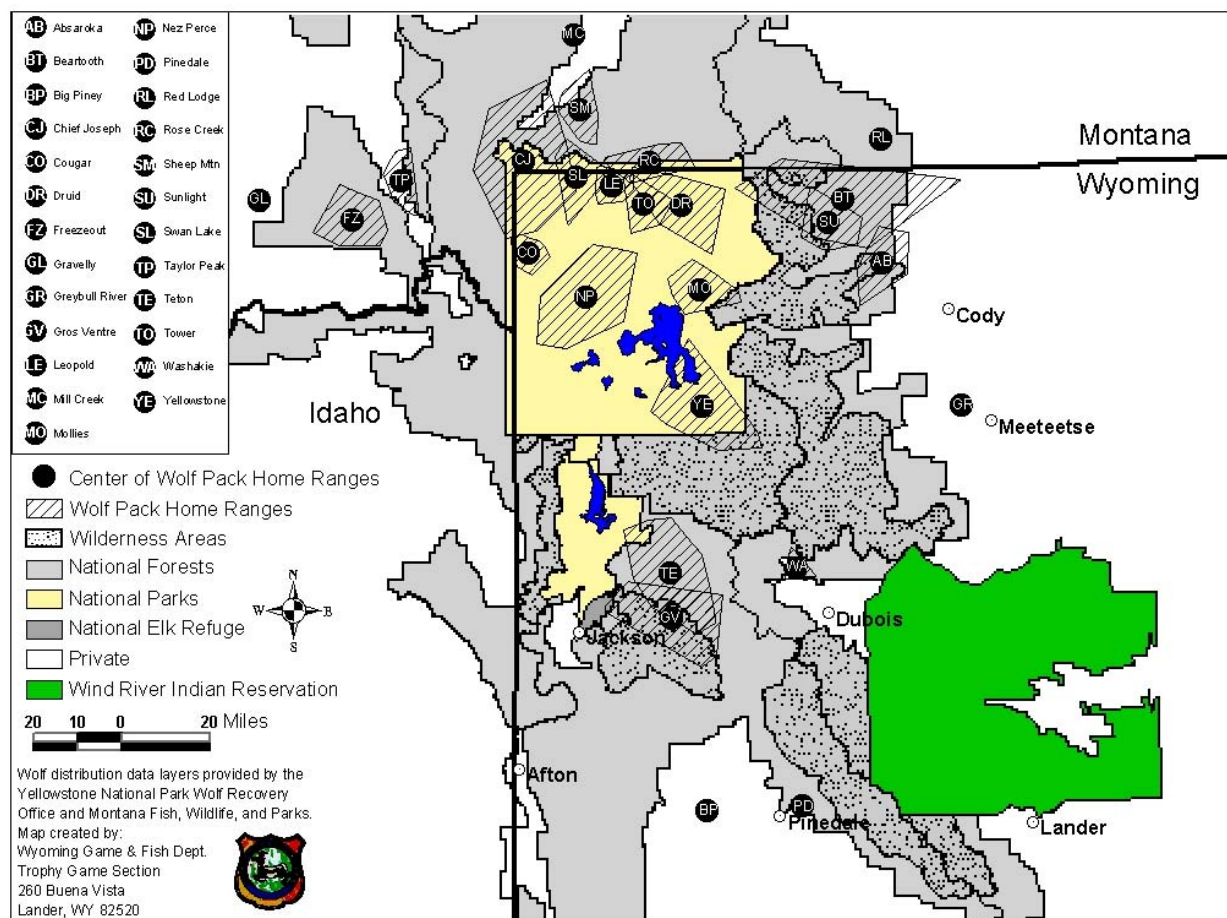 AB Absaroka
BT Beartooth
BP Big Piney
CJ Chief Joseph
CO Cougar
DR Druid
FZ Freezeout
GL Gravelly
GR Greybull River
GV Gros Ventre
LE Leopold
MC Mill Creek
MO Mollies
NP Nez Perce
PD Pinedale
RL Red Lodge
RC Rose Creek
SM Sheep Mtn
SU Sunlight
SL Swan Lake
TP Taylor Peak
TE Teton
TO Tower
WA Washakie
YE Yellowstone
Center of Wolf Pack Home Ranges
Wolf Pack Home Ranges
Wilderness Areas
National Forests
National Parks
National Elk Refuge
Private
Wind River Indian Reservation
N
W E
S
20 10 0 20 Miles
Wolf distribution data layers provided by the
Yellowstone National Park Wolf Recovery
Office and Montana Fish, Wildlife, and Parks.
Map created by:
Wyoming Game & Fish Dept.
Trophy Game Section
260 Buena Vista
Lander, WY 82520
MC
SM
RL
Montana
Wyoming
CJ
RC
SL
LE
TP
GL
FZ
TO
DR
BT
SU
CO
AB
NP
MO
Cody
Idaho
YE
GR
Meeteetse
TE
WA
GV
Dubois
Jackson
Afton
BP
PD
Pinedale
Lander